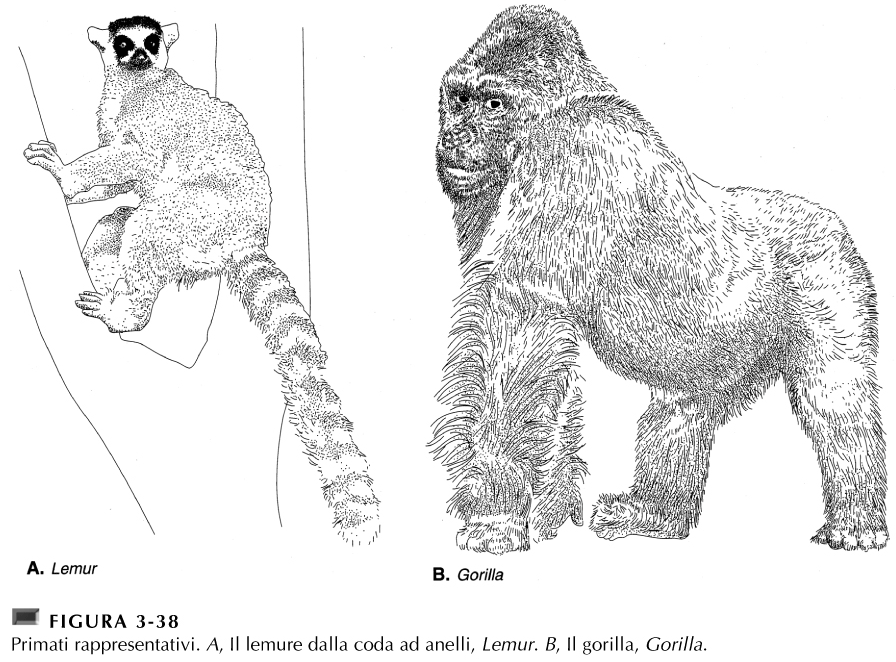 A. Lemur
B. Gorilla
FIGURA 3-38
Primati rappresentativi. A, Il lemure dalla coda ad anelli, Lemur. B, Il gorilla, Gorilla.